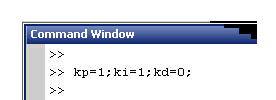 Command Window
>>
>> kp=1;ki=1;kd=0;
>>